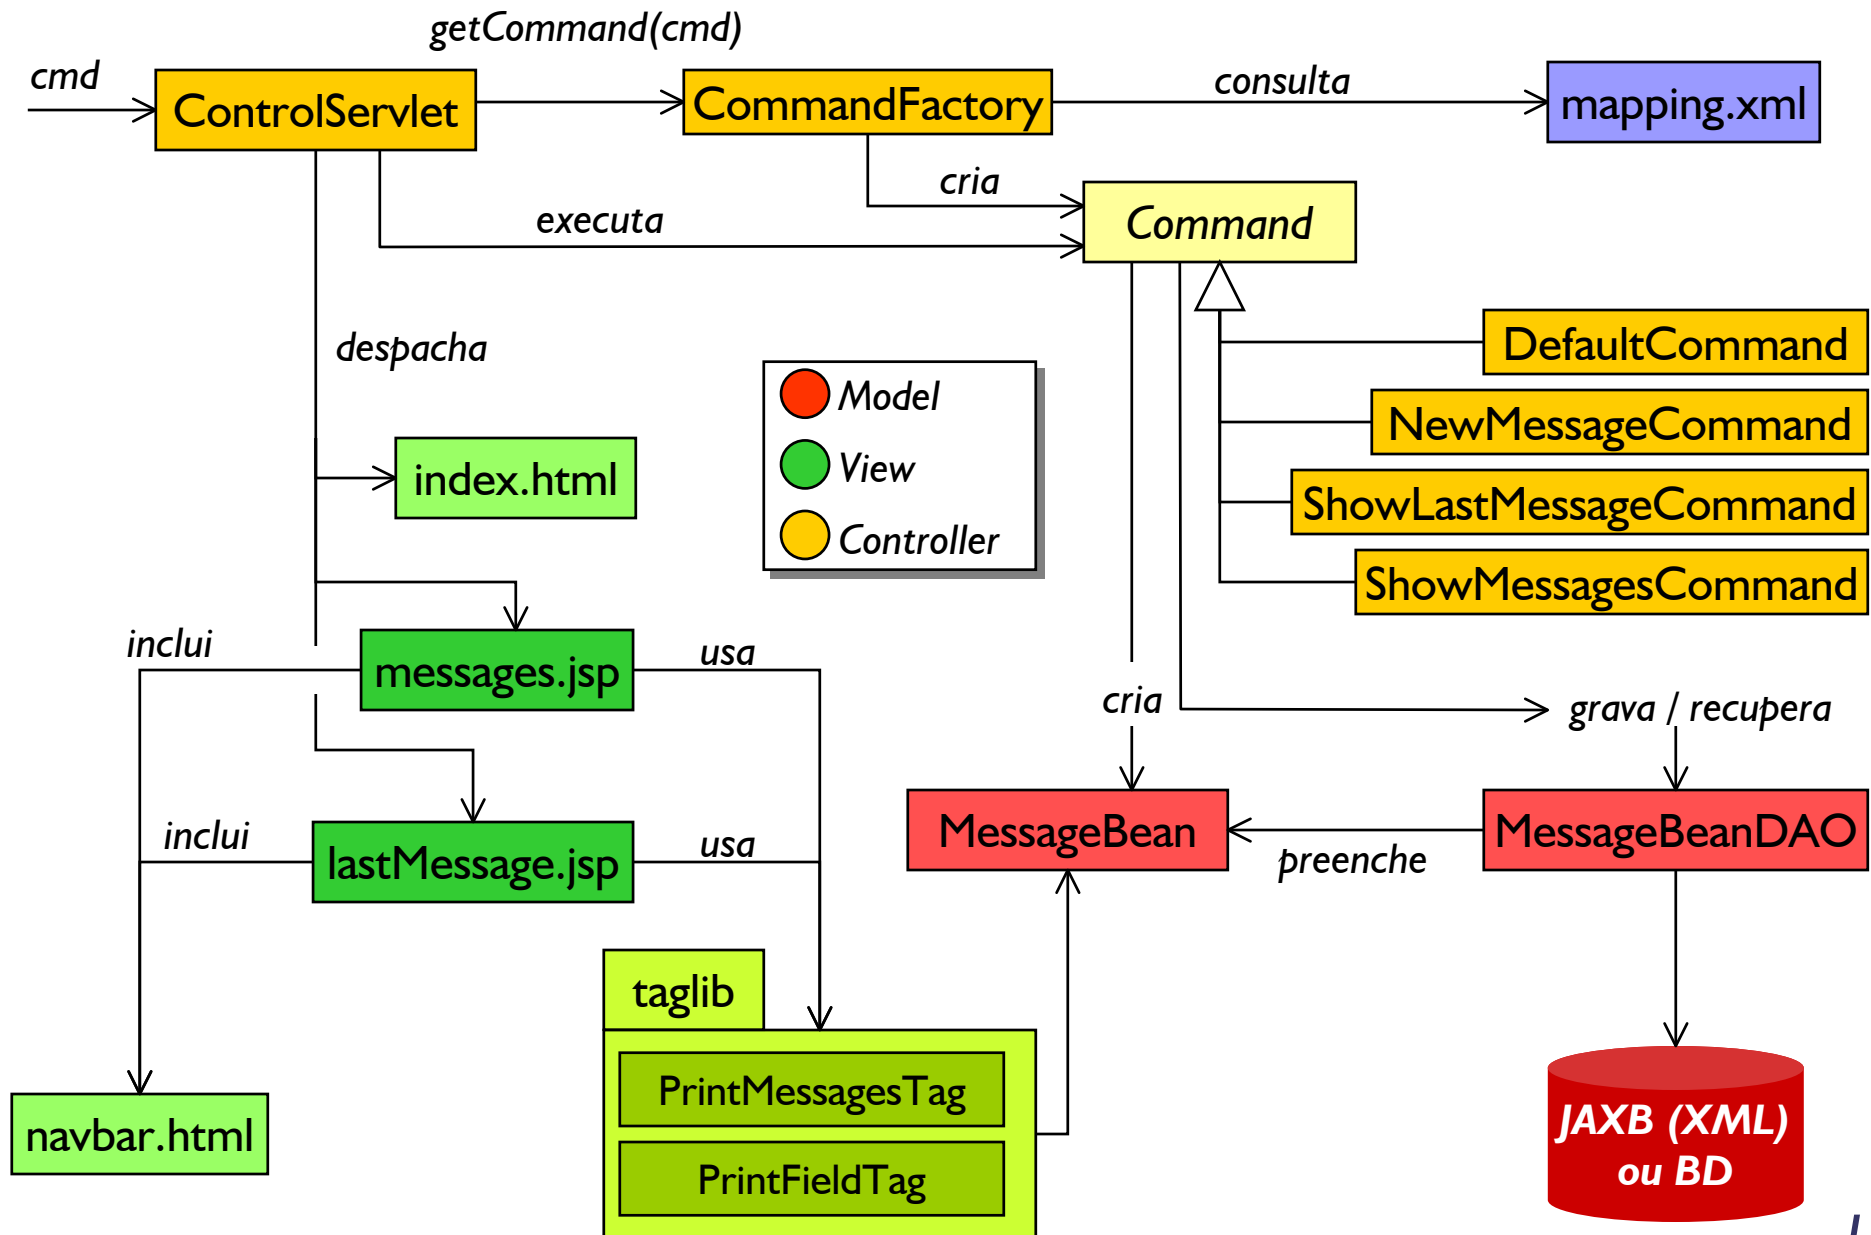 getCommand(cmd)
cmd
ControlServlet
CommandFactory
consulta
mapping.xml
cria
executa
Command
despacha
DefaultCommand
Model
NewMessageCommand
View
index.html
ShowLastMessageCommand
Controller
ShowMessagesCommand
inclui
messages.jsp
usa
cria
grava / recupera
inclui
lastMessage.jsp
usa
MessageBean
preenche
MessageBeanDAO
taglib
PrintMessagesTag
navbar.html
PrintFieldTag
JAXB (XML)
ou BD